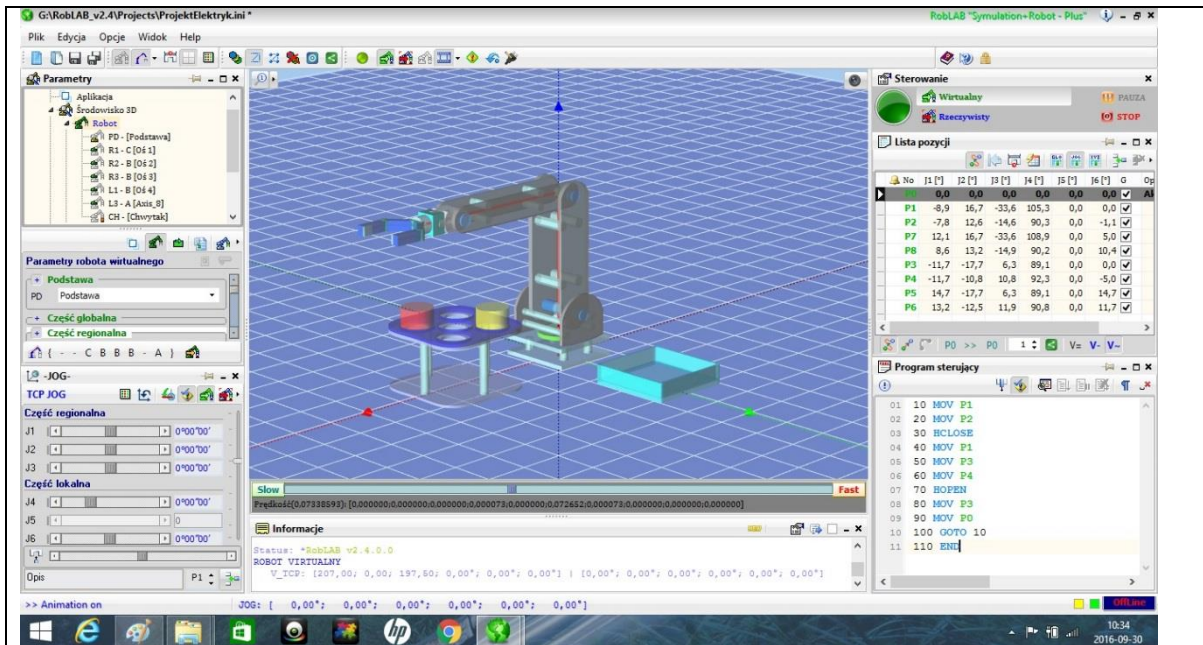 G:\RobLAB_v2.4\Projects\ProjektElektryk.ini *
RobLAB "Symulation+Robot - Plus"
Plik Edycja Opcje Widok Help
Parametry
Aplikacja
Środowisko 3D
Robot
PD - [Podstawa]
R1 - C [Oś 1]
R2 - B [Oś 2]
R3 - B [Oś 3]
L1 - B [Oś 4]
L3 - A [Axis_8]
CH - [Chwytak]
Parametry robota wirtualnego
Podstawa
PD Podstawa
Część globalna
Część regionalna
{ - - C B B B - A }
-JOG-
TCP JOG
Część regionalna
J1 0°00'00'
J2 0°00'00'
J3 0°00'00'
Część lokalna
J4 0°00'00'
J5 0
J6 0°00'00'
Opis P1
Slow Fast
Prędkość(0.07338593): [0,000000;0,000000;0,000000;0,000073;0,000000;0,072652;0,000073;0,000000;0,000000;0,000000]
Informacje
Status: *RobLAB v2.4.0.0
ROBOT VIRTUALNY
V_TCP: [207,00; 0,00; 197,50; 0,00°; 0,00°; 0,00°] | [0,00°; 0,00°; 0,00°; 0,00°; 0,00°; 0,00°]
Sterowanie
Wirtualny PAUZA
Rzeczywisty STOP
Lista pozycji
No J1 [°] J2 [°] J3 [°] J4 [°] J5 [°] J6 [°] G Op
P0 0,0 0,0 0,0 0,0 0,0 0,0
P1 -8,9 16,7 -33,6 105,3 0,0 0,0
P2 -7,8 12,6 -14,6 90,3 0,0 -1,1
P7 12,1 16,7 -33,6 108,9 0,0 5,0
P8 8,6 13,2 -14,9 90,2 0,0 10,4
P3 -11,7 -17,7 6,3 89,1 0,0 0,0
P4 -11,7 -10,8 10,8 92,3 0,0 -5,0
P5 14,7 -17,7 6,3 89,1 0,0 14,7
P6 13,2 -12,5 11,9 90,8 0,0 11,7
P0 >> P0 1 V= V- V~
Program sterujący
01 10 MOV P1
02 20 MOV P2
03 30 HCLOSE
04 40 MOV P1
05 50 MOV P3
06 60 MOV P4
07 70 HOPEN
08 80 MOV P3
09 90 MOV P0
10 100 GOTO 10
11 110 END
>> Animation on
JOG: [ 0,00°; 0,00°; 0,00°; 0,00°; 0,00°; 0,00°]
OffLine
10:34
2016-09-30